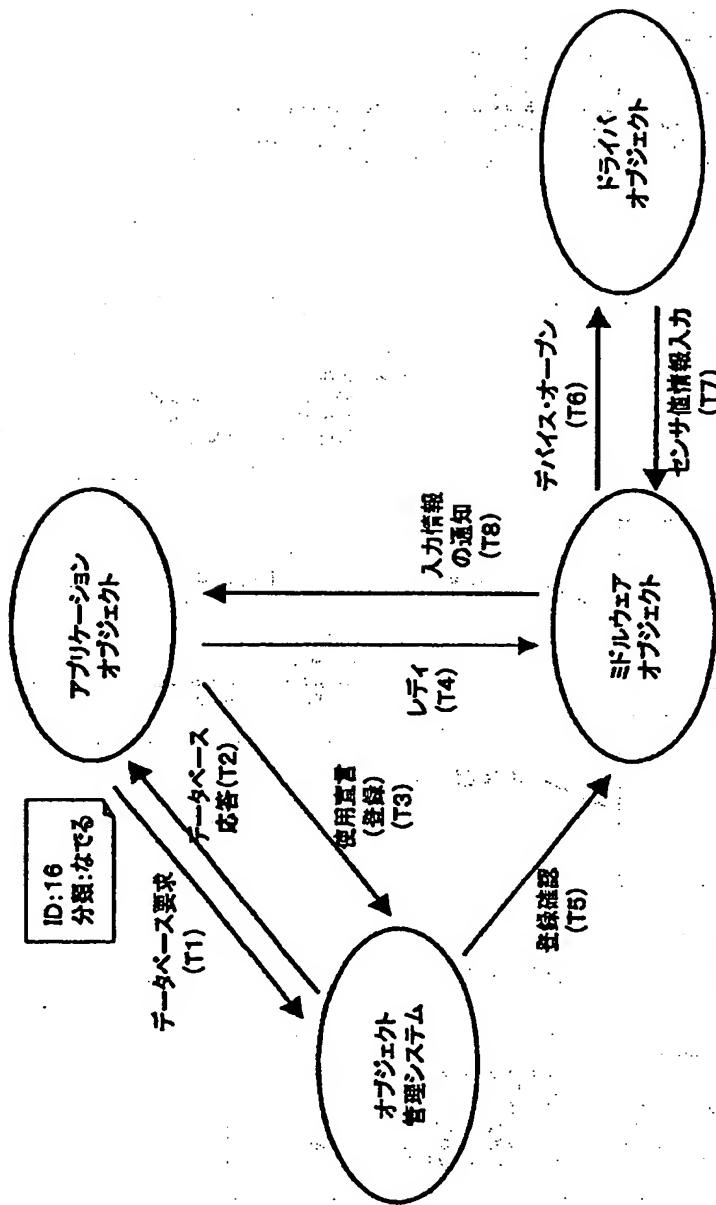 ID:16
分類:なでる
アプリケーション
オブジェクト
データベース要求
(T1)
データベース
応答(T2)
使用宣言
(登録)
(T3)
レディ
(T4)
入力情報
の通知
(T8)
オブジェクト
管理システム
登録確認
(T5)
ミドルウェア
オブジェクト
デバイス・オープン
(T6)
センサ値情報入力
(T7)
ドライバ
オブジェクト